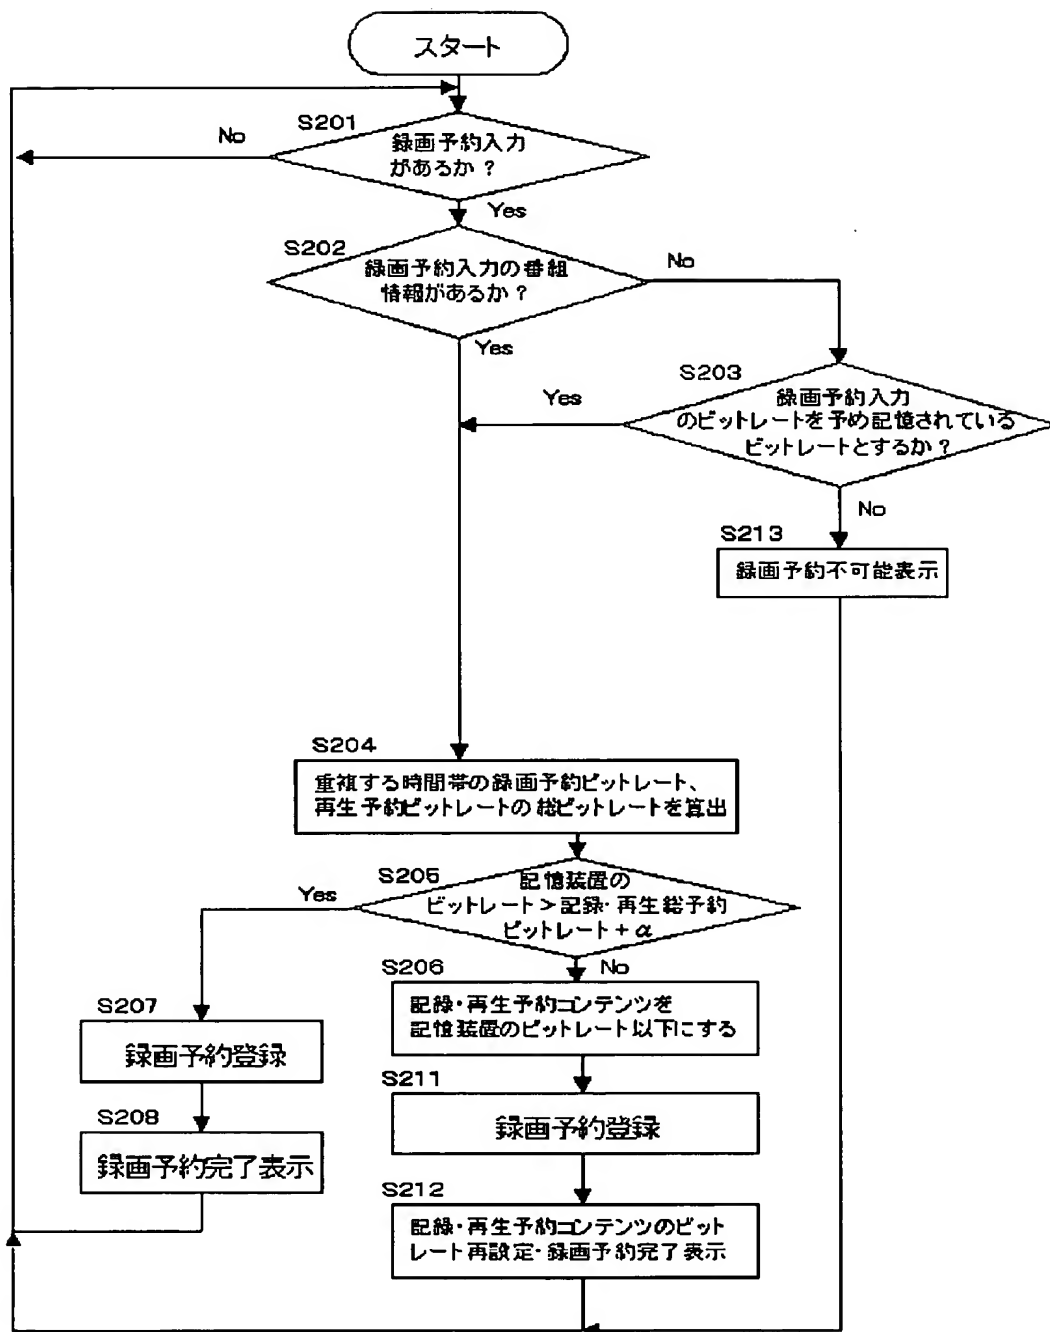 スタート
S201
No
録画予約入力
があるか？
Yes
S202
録画予約入力の番組
情報があるか？
No
Yes
S203
Yes
録画予約入力
のビットレートを予め記憶されている
ビットレートとするか？
No
S213
録画予約不可能表示
S204
重複する時間帯の録画予約ビットレート、
再生予約ビットレートの総ビットレートを算出
S205
Yes
記憶装置の
ビットレート＞記録・再生総予約
ビットレート＋α
No
S206
記録・再生予約コンテンツを
記憶装置のビットレート以下にする
S207
録画予約登録
S211
録画予約登録
S208
録画予約完了表示
S212
記録・再生予約コンテンツのビット
レート再設定・録画予約完了表示